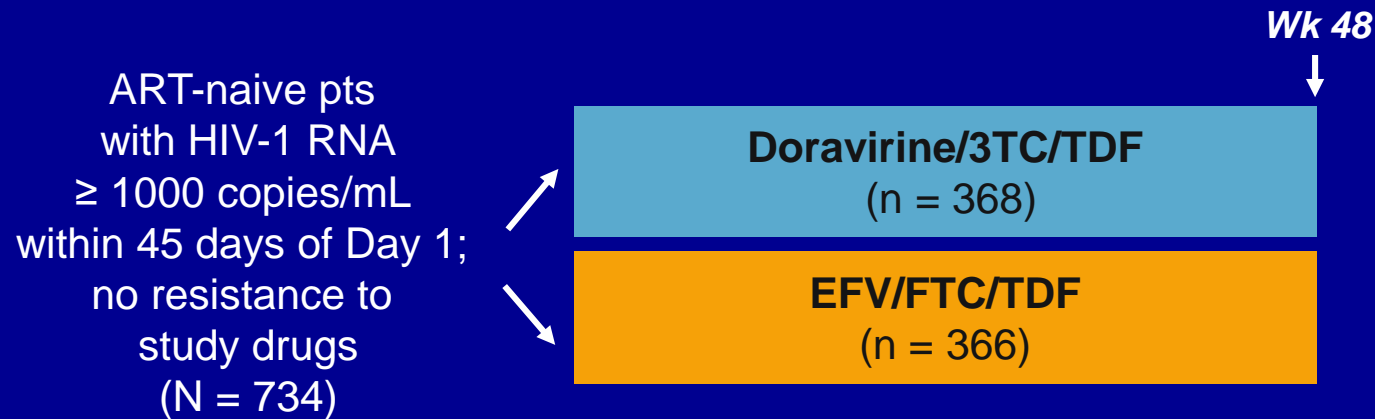 Wk 48
ART-naive pts
with HIV-1 RNA
≥ 1000 copies/mL
within 45 days of Day 1;
no resistance to
study drugs
(N = 734)
Doravirine/3TC/TDF
(n = 368)
EFV/FTC/TDF
(n = 366)